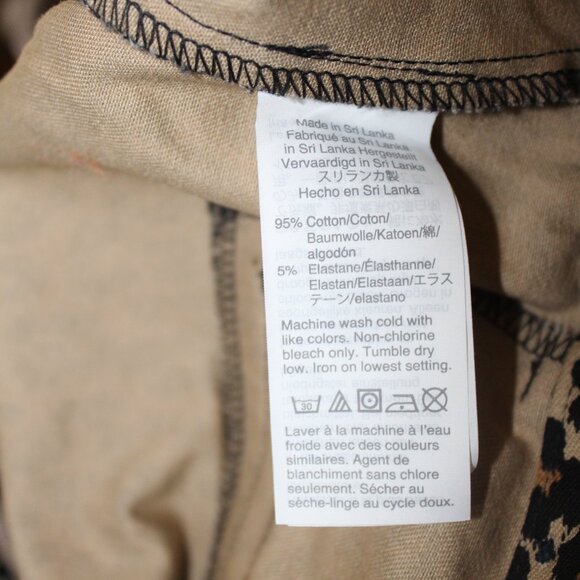 Made in Sri Lanka
Fabriqué au Sri Lanka
in Sri Lanka Hergestellt
Vervaardigd in Sri Lanka
スリランカ製
Hecho en Sri Lanka
95% Cotton/Coton/
Baumwolle/Katoen/綿/
algodón
5% Elastane/Élasthanne/
Elastan/Elastaan/エラス
テーン/elastano
Machine wash cold with
like colors. Non-chlorine
bleach only. Tumble dry
low. Iron on lowest setting.
30
Laver à la machine à l'eau
froide avec des couleurs
similaires. Agent de
blanchiment sans chlore
seulement. Sécher au
sèche-linge au cycle doux.